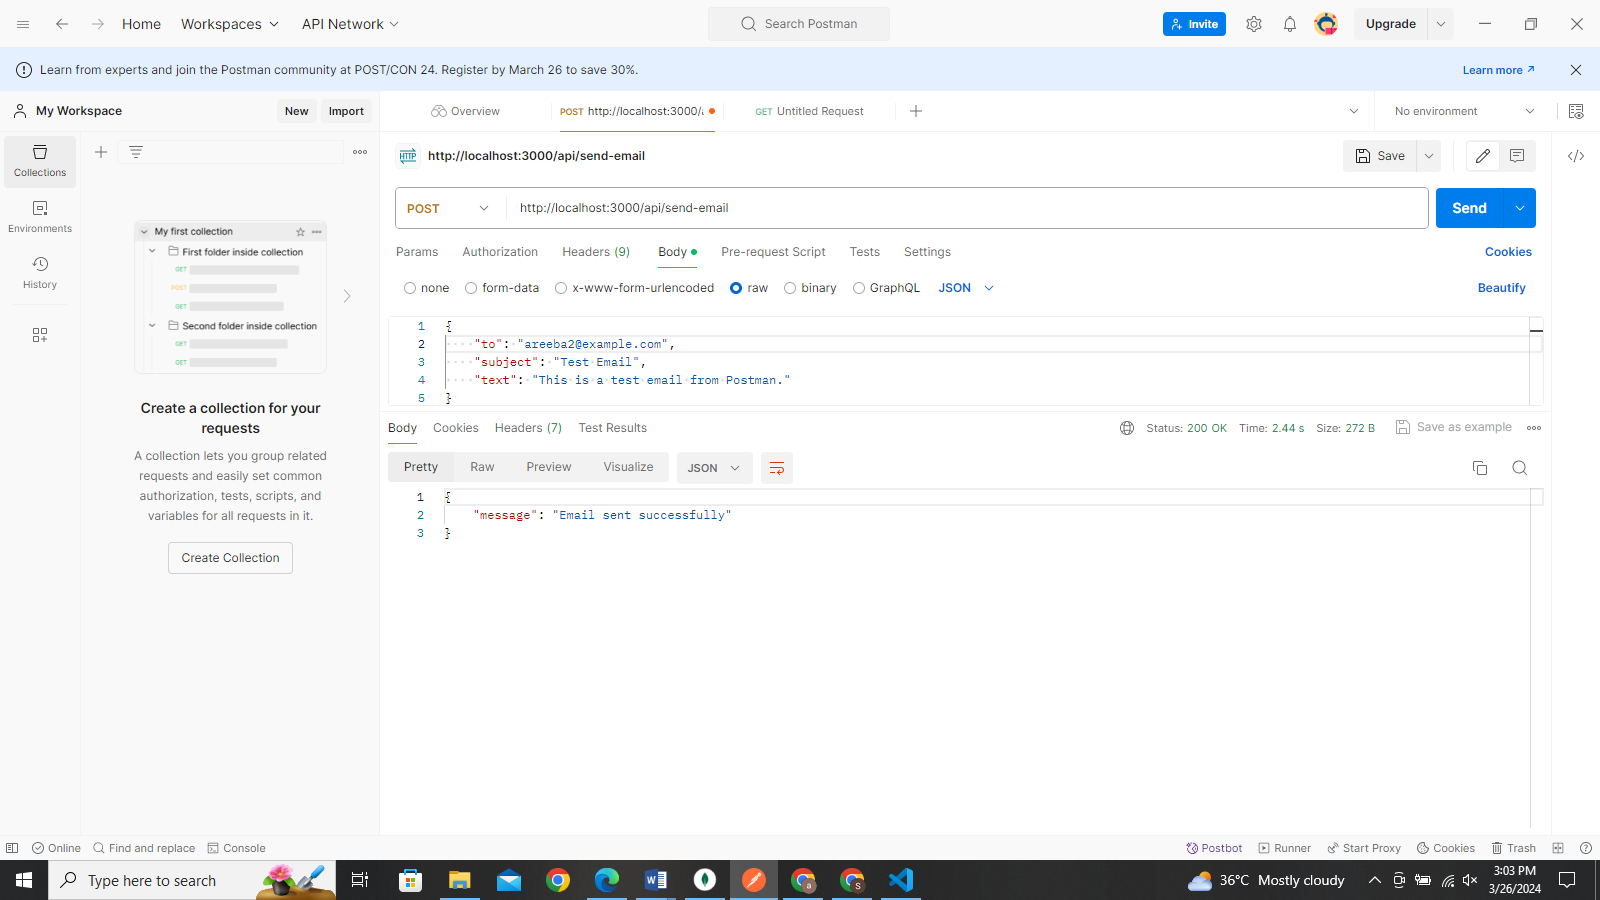 Home Workspaces API Network Search Postman Invite Upgrade
Learn from experts and join the Postman community at POST/CON 24. Register by March 26 to save 30%. Learn more
My Workspace New Import Overview POST http://localhost:3000/a GET Untitled Request No environment
HTTP http://localhost:3000/api/send-email Save
Collections
Environments
History
My first collection
First folder inside collection
GET
POST
GET
Second folder inside collection
GET
GET
Create a collection for your
requests
A collection lets you group related
requests and easily set common
authorization, tests, scripts, and
variables for all requests in it.
Create Collection
POST http://localhost:3000/api/send-email Send
Params Authorization Headers (9) Body Pre-request Script Tests Settings Cookies
none form-data x-www-form-urlencoded raw binary GraphQL JSON Beautify
1 {
2 "to": "areeba2@example.com",
3 "subject": "Test Email",
4 "text": "This is a test email from Postman."
5 }
Body Cookies Headers (7) Test Results Status: 200 OK Time: 2.44 s Size: 272 B Save as example
Pretty Raw Preview Visualize JSON
1 {
2 "message": "Email sent successfully"
3 }
Online Find and replace Console Postbot Runner Start Proxy Cookies Trash
Type here to search 36°C Mostly cloudy 3:03 PM
3/26/2024